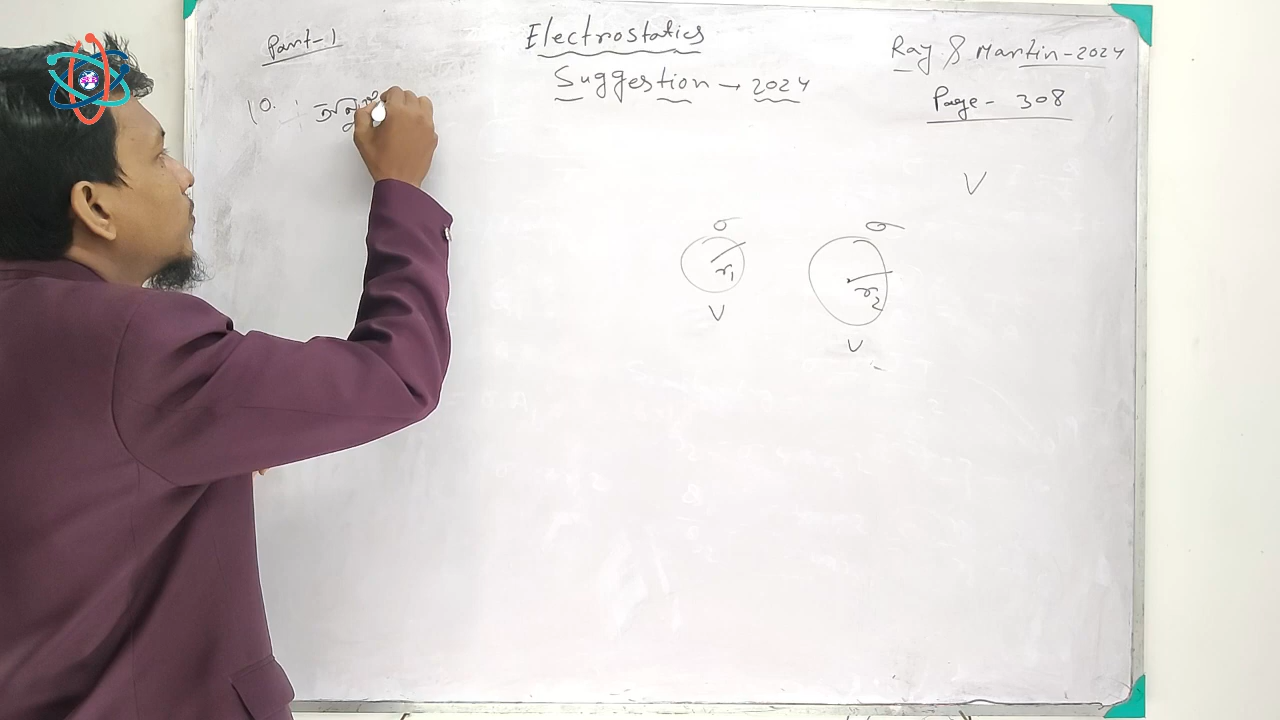 Part-1
Electrostatics
Ray & Martin-2024
Suggestion → 2024
Page - 308
10.
V
σ
σ
r₁
r₂
V
V